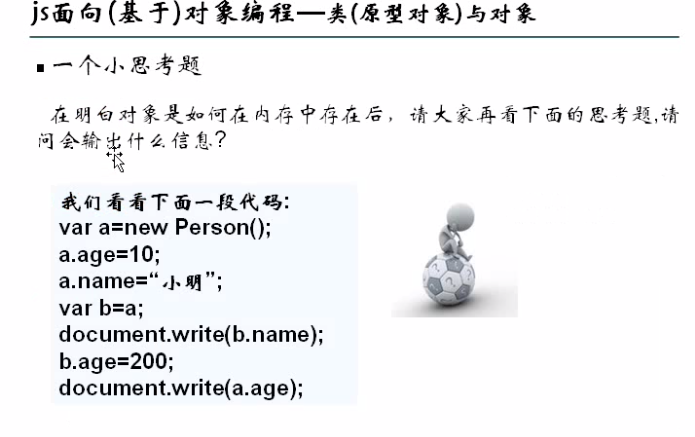 js面向(基于)对象编程—类(原型对象)与对象
■ 一个小思考题
在明白对象是如何在内存中存在后，请大家再看下面的思考题,请
问会输出什么信息?
我们看看下面一段代码:
var a=new Person();
a.age=10;
a.name=“小明”;
var b=a;
document.write(b.name);
b.age=200;
document.write(a.age);